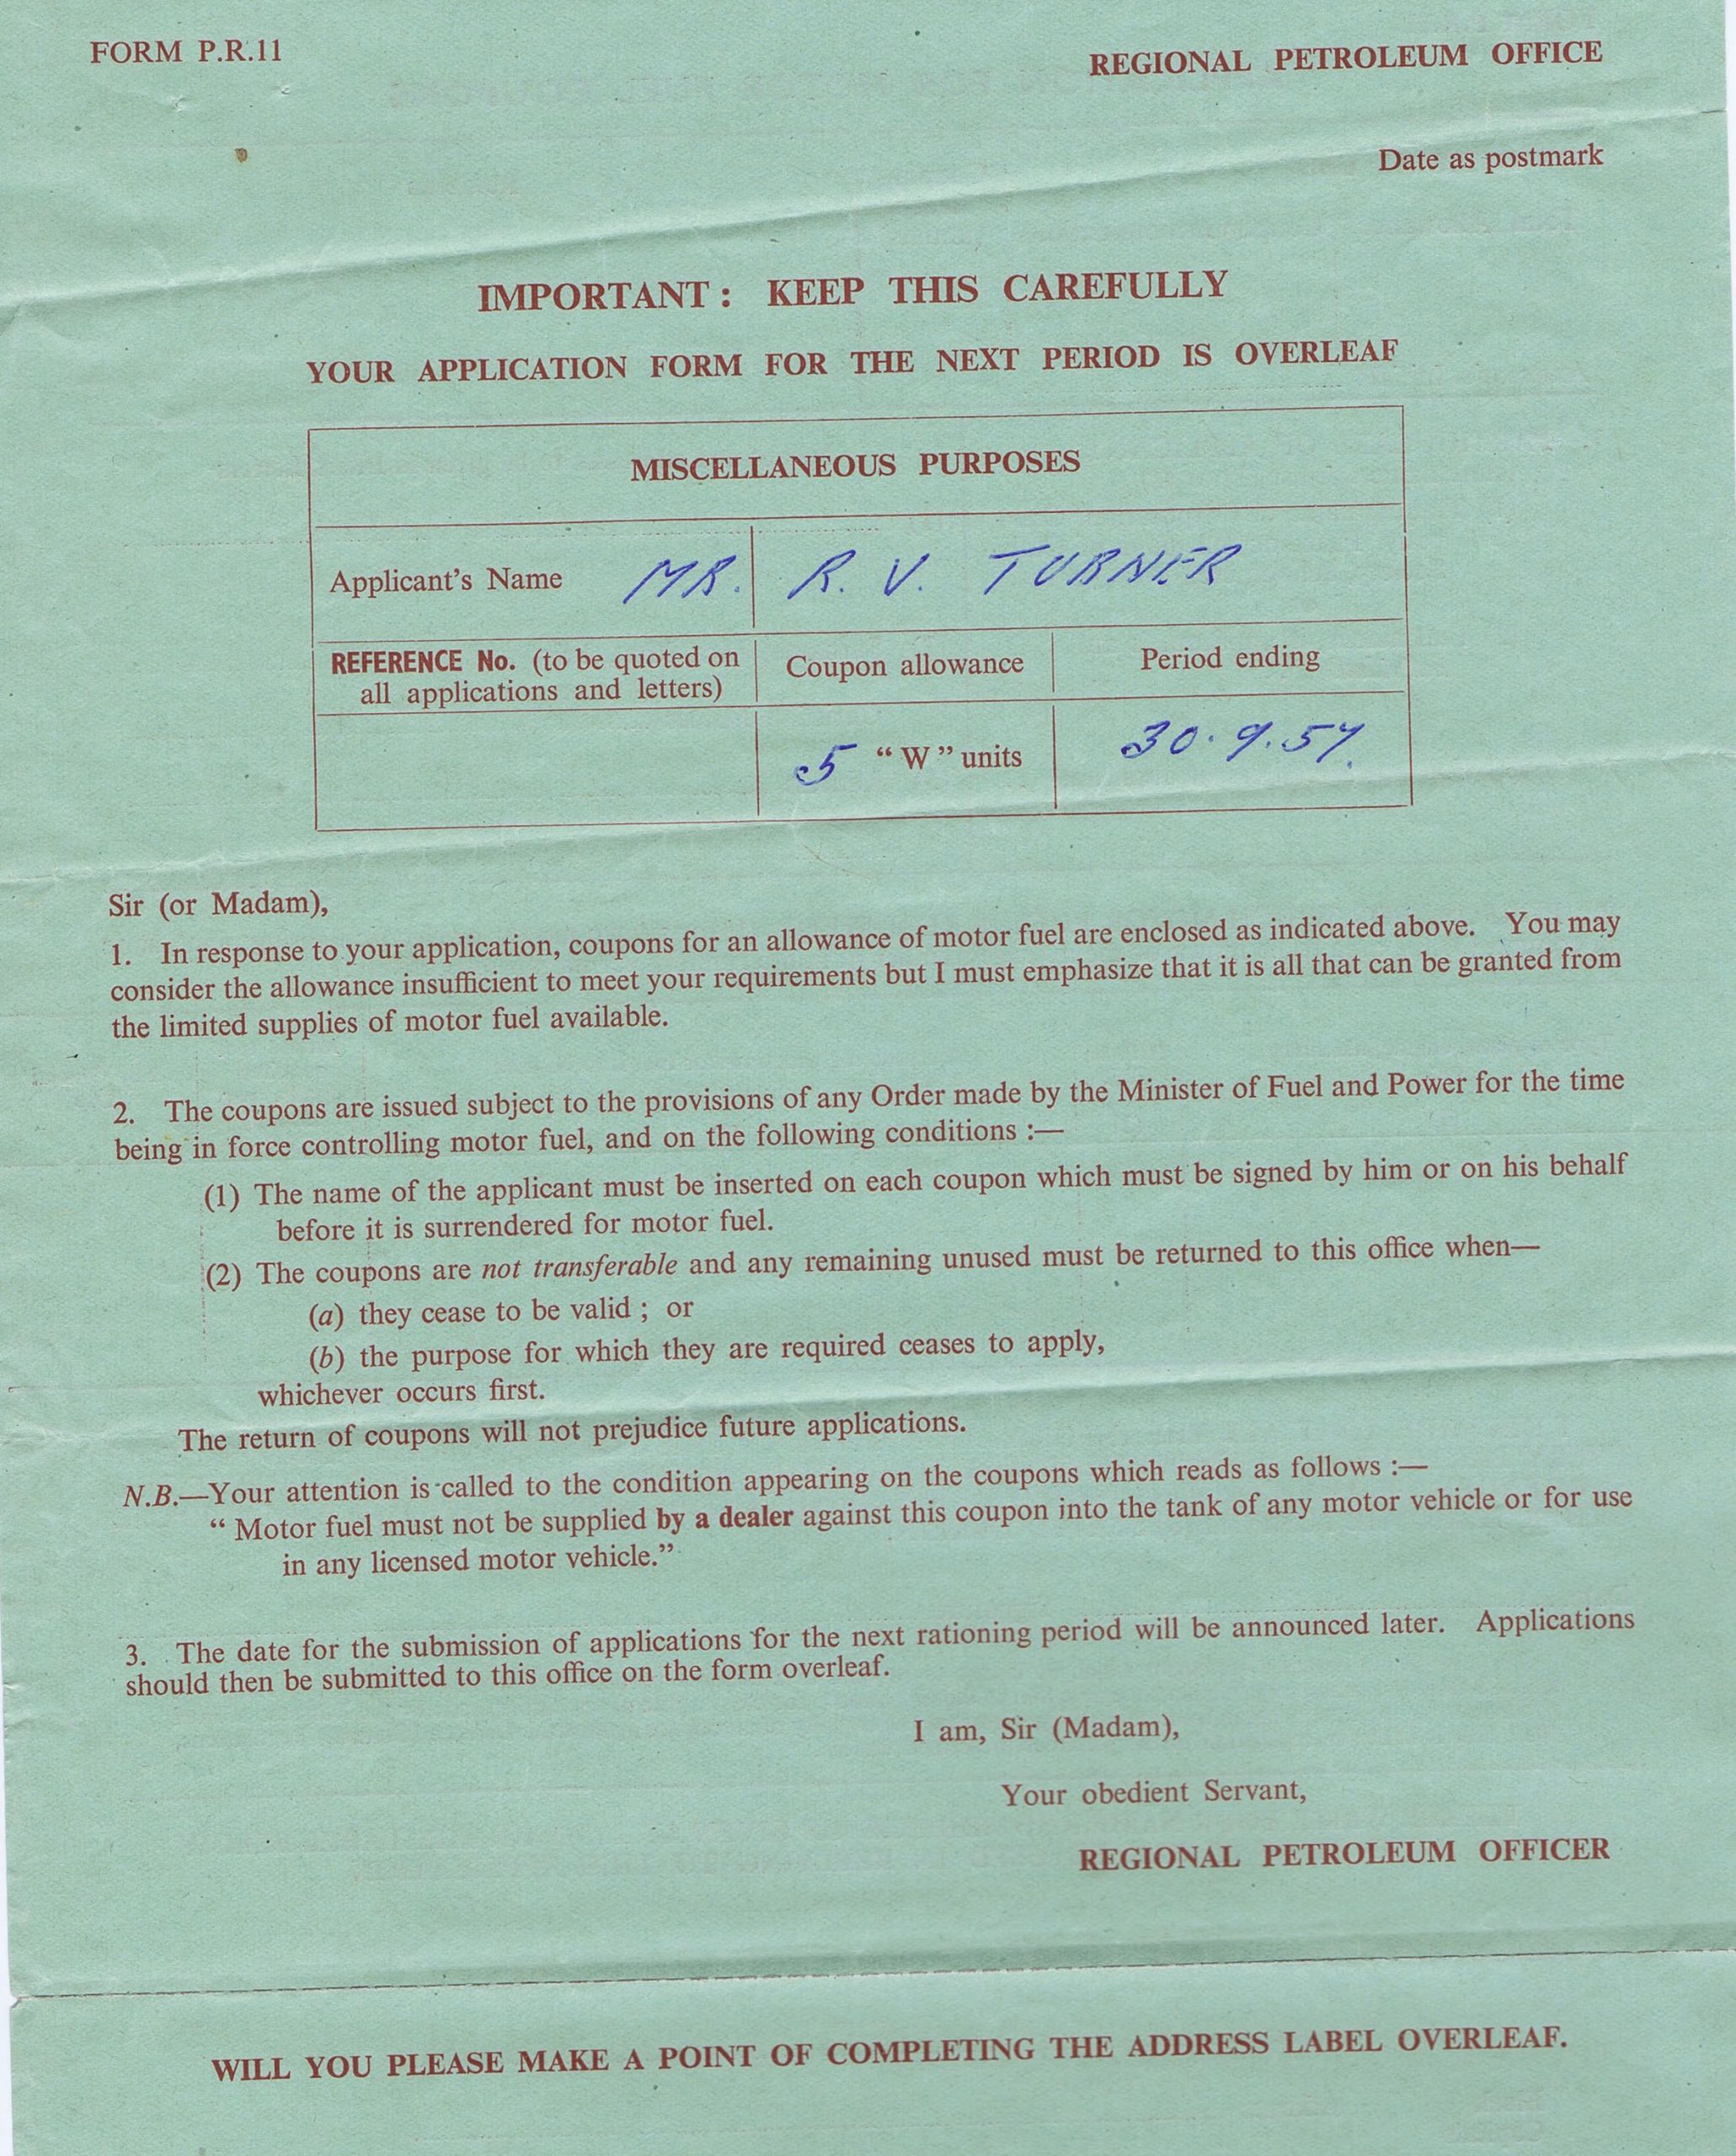 FORM P.R.11
REGIONAL PETROLEUM OFFICE
Date as postmark
IMPORTANT: KEEP THIS CAREFULLY
YOUR APPLICATION FORM FOR THE NEXT PERIOD IS OVERLEAF
MISCELLANEOUS PURPOSES
Applicant's Name MR. R. V. TURNER
REFERENCE No. (to be quoted on
all applications and letters)
Coupon allowance
Period ending
5 "W" units
30.9.57.
Sir (or Madam),
1. In response to your application, coupons for an allowance of motor fuel are enclosed as indicated above. You may
consider the allowance insufficient to meet your requirements but I must emphasize that it is all that can be granted from
the limited supplies of motor fuel available.
2. The coupons are issued subject to the provisions of any Order made by the Minister of Fuel and Power for the time
being in force controlling motor fuel, and on the following conditions :—
(1) The name of the applicant must be inserted on each coupon which must be signed by him or on his behalf
before it is surrendered for motor fuel.
(2) The coupons are not transferable and any remaining unused must be returned to this office when—
(a) they cease to be valid ; or
(b) the purpose for which they are required ceases to apply,
whichever occurs first.
The return of coupons will not prejudice future applications.
N.B.—Your attention is called to the condition appearing on the coupons which reads as follows :—
" Motor fuel must not be supplied by a dealer against this coupon into the tank of any motor vehicle or for use
in any licensed motor vehicle."
3. The date for the submission of applications for the next rationing period will be announced later. Applications
should then be submitted to this office on the form overleaf.
I am, Sir (Madam),
Your obedient Servant,
REGIONAL PETROLEUM OFFICER
WILL YOU PLEASE MAKE A POINT OF COMPLETING THE ADDRESS LABEL OVERLEAF.